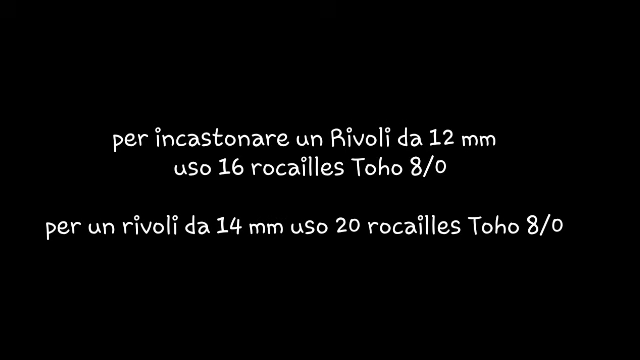 per incastonare un Rivoli da 12 mm
uso 16 rocailles Toho 8/0
per un rivoli da 14 mm uso 20 rocailles Toho 8/0